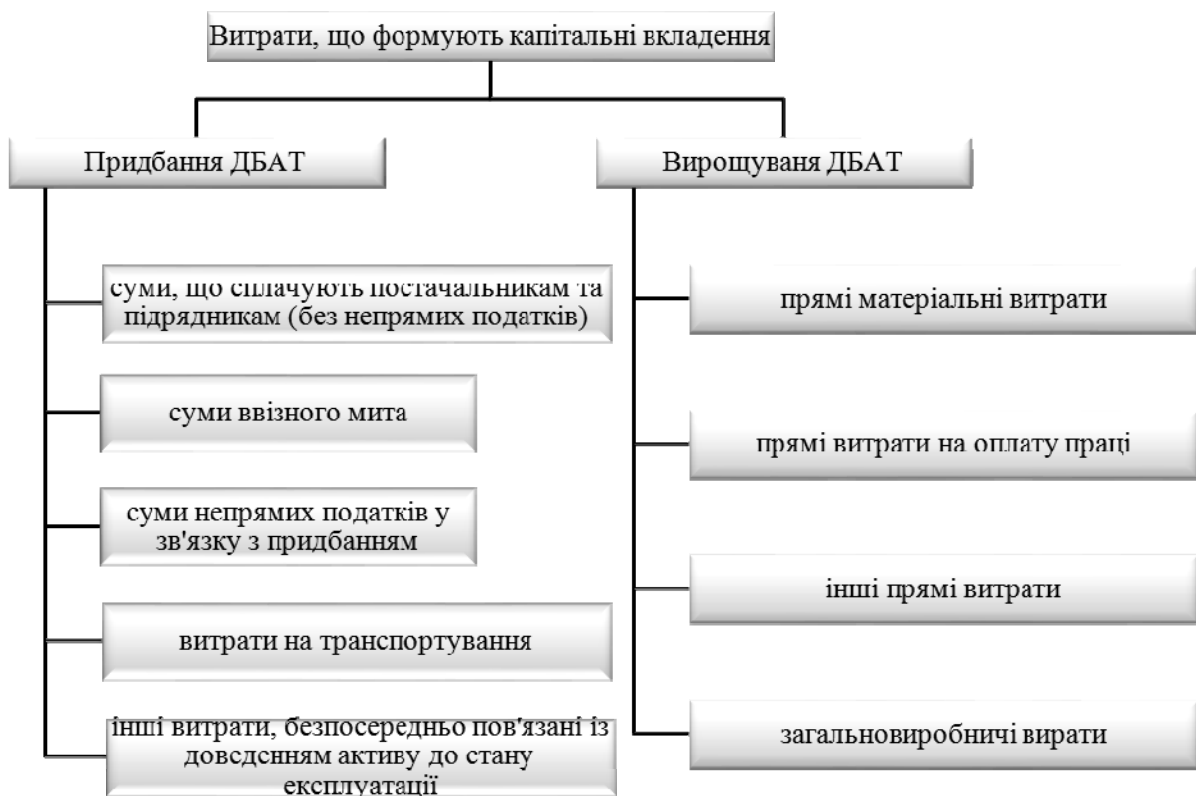 Витрати, що формують капітальні вкладення
Придбання ДБАТ
Вирощуваня ДБАТ
суми, що сплачують постачальникам та
підрядникам (без непрямих податків)
суми ввізного мита
суми непрямих податків у
зв'язку з придбанням
витрати на транспортування
інші витрати, безпосередньо пов'язані із
доведенням активу до стану
експлуатації
прямі матеріальні витрати
прямі витрати на оплату праці
інші прямі витрати
загальновиробничі вирати